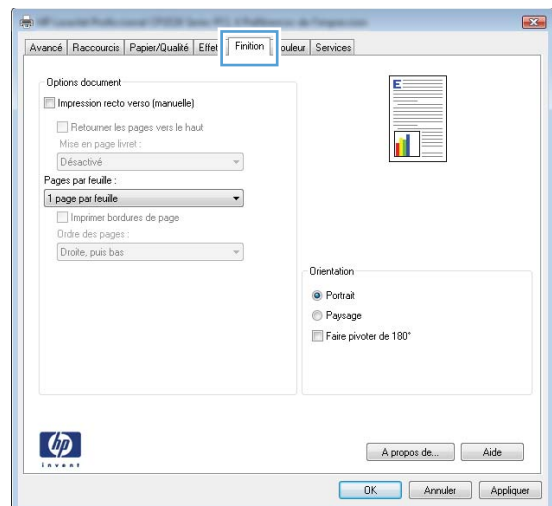 Avancé Raccourcis Papier/Qualité Effet Finition ouleur Services
Options document
Impression recto verso (manuelle)
Retourner les pages vers le haut
Mise en page livret :
Désactivé
Pages par feuille :
1 page par feuille
Imprimer bordures de page
Ordre des pages :
Droite, puis bas
E
Orientation
Portrait
Paysage
Faire pivoter de 180°
hp
invent
A propos de... Aide
OK Annuler Appliquer